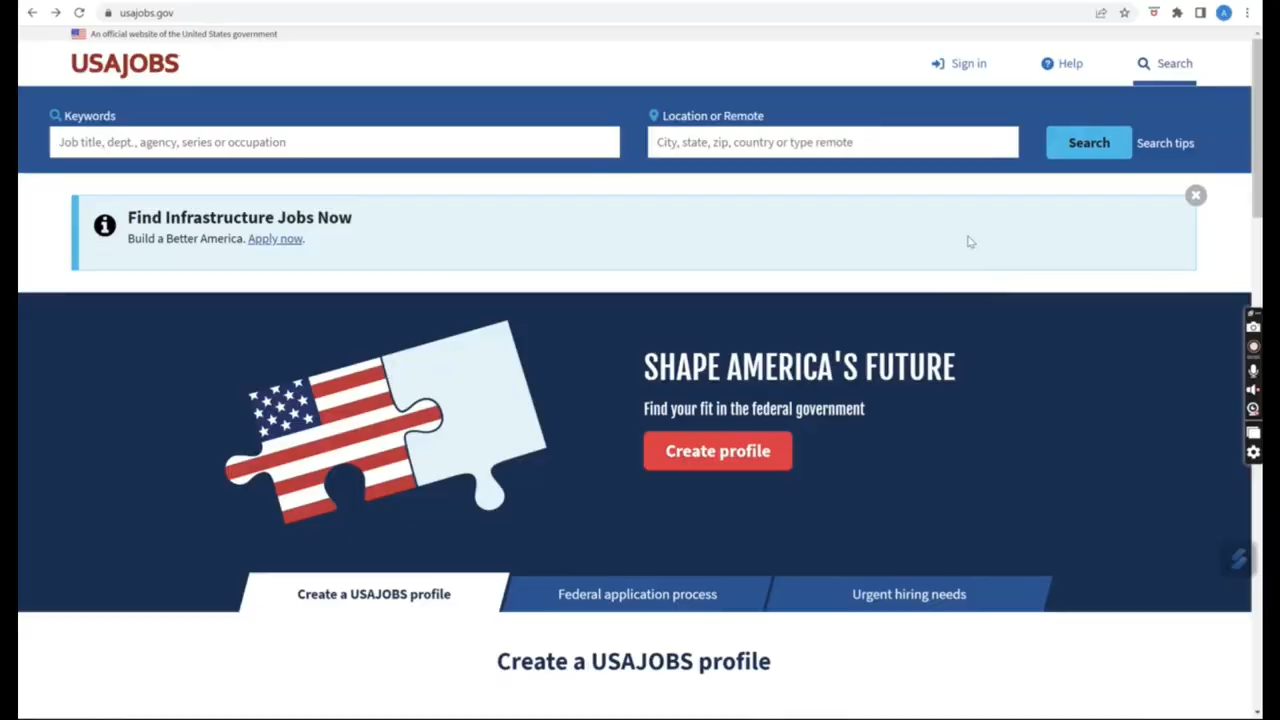 usajobs.gov
A
An official website of the United States government
USAJOBS
Sign in
Help
Search
Keywords
Location or Remote
Job title, dept., agency, series or occupation
City, state, zip, country or type remote
Search
Search tips
Find Infrastructure Jobs Now
Build a Better America. Apply now.
SHAPE AMERICA'S FUTURE
Find your fit in the federal government
Create profile
Create a USAJOBS profile
Federal application process
Urgent hiring needs
Create a USAJOBS profile